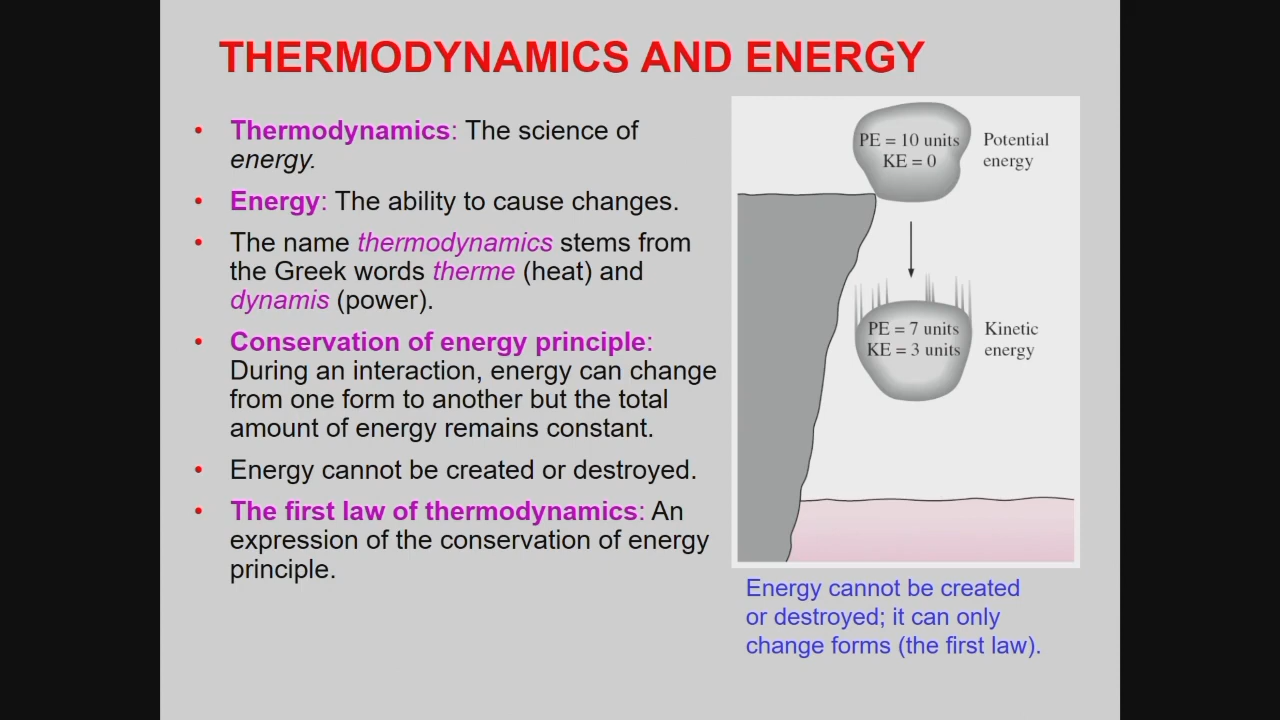 THERMODYNAMICS AND ENERGY
• Thermodynamics: The science of
energy.
• Energy: The ability to cause changes.
• The name thermodynamics stems from
the Greek words therme (heat) and
dynamis (power).
• Conservation of energy principle:
During an interaction, energy can change
from one form to another but the total
amount of energy remains constant.
• Energy cannot be created or destroyed.
• The first law of thermodynamics: An
expression of the conservation of energy
principle.
PE = 10 units
KE = 0
Potential
energy
PE = 7 units
KE = 3 units
Kinetic
energy
Energy cannot be created
or destroyed; it can only
change forms (the first law).